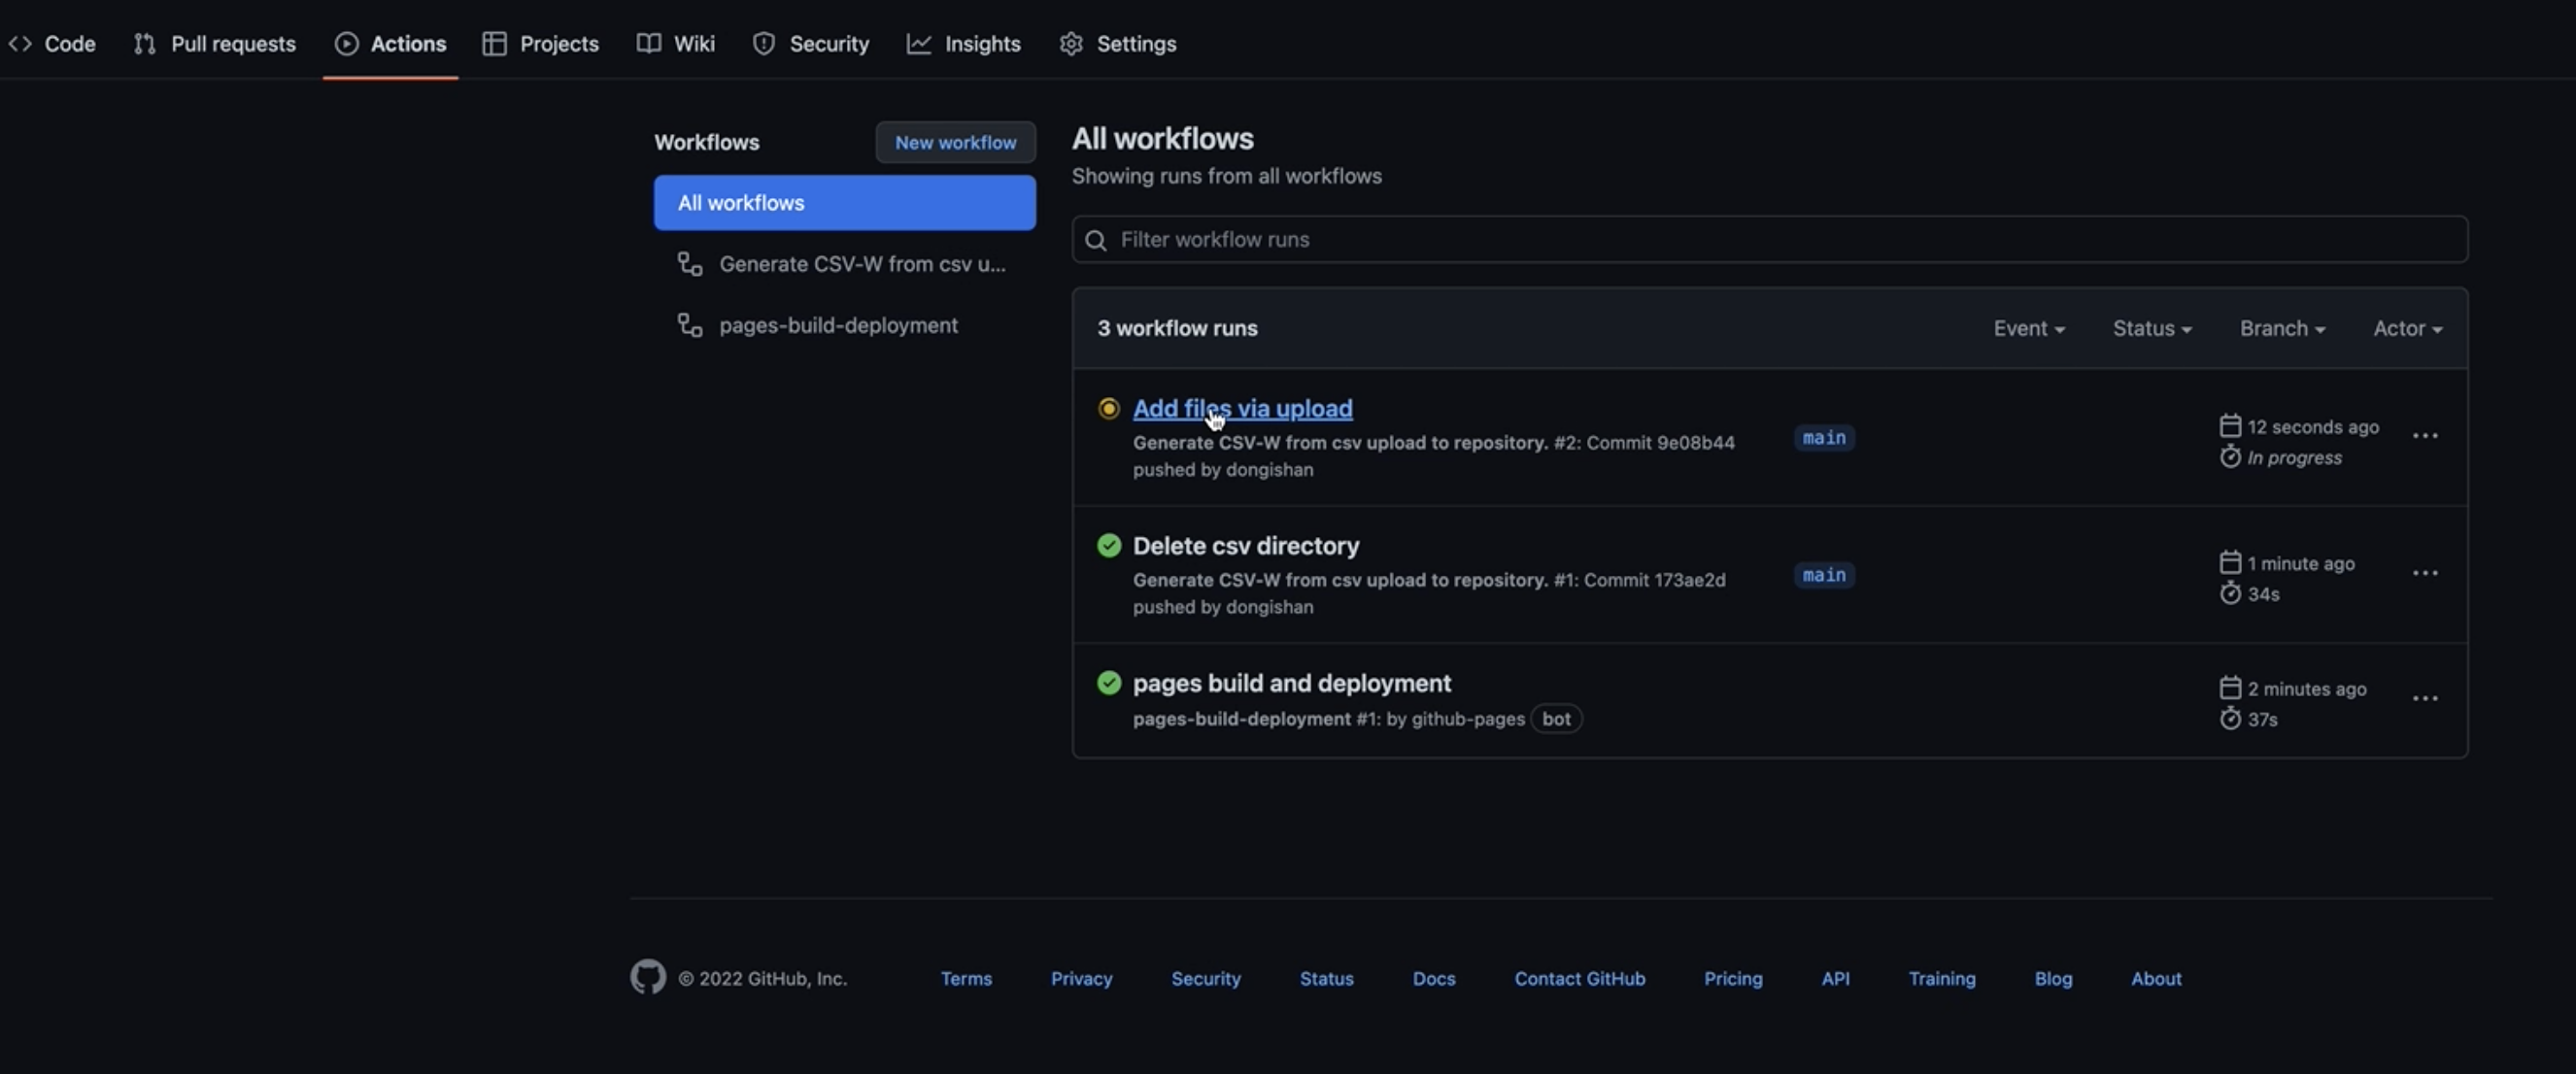 Code Pull requests Actions Projects Wiki Security Insights Settings
Workflows
New workflow
All workflows
Generate CSV-W from csv u...
pages-build-deployment
All workflows
Showing runs from all workflows
Filter workflow runs
3 workflow runs
Event Status Branch Actor
Add files via upload
Generate CSV-W from csv upload to repository. #2: Commit 9e08b44
pushed by dongishan
main
12 seconds ago
In progress
...
Delete csv directory
Generate CSV-W from csv upload to repository. #1: Commit 173ae2d
pushed by dongishan
main
1 minute ago
34s
...
pages build and deployment
pages-build-deployment #1: by github-pages bot
2 minutes ago
37s
...
© 2022 GitHub, Inc. Terms Privacy Security Status Docs Contact GitHub Pricing API Training Blog About